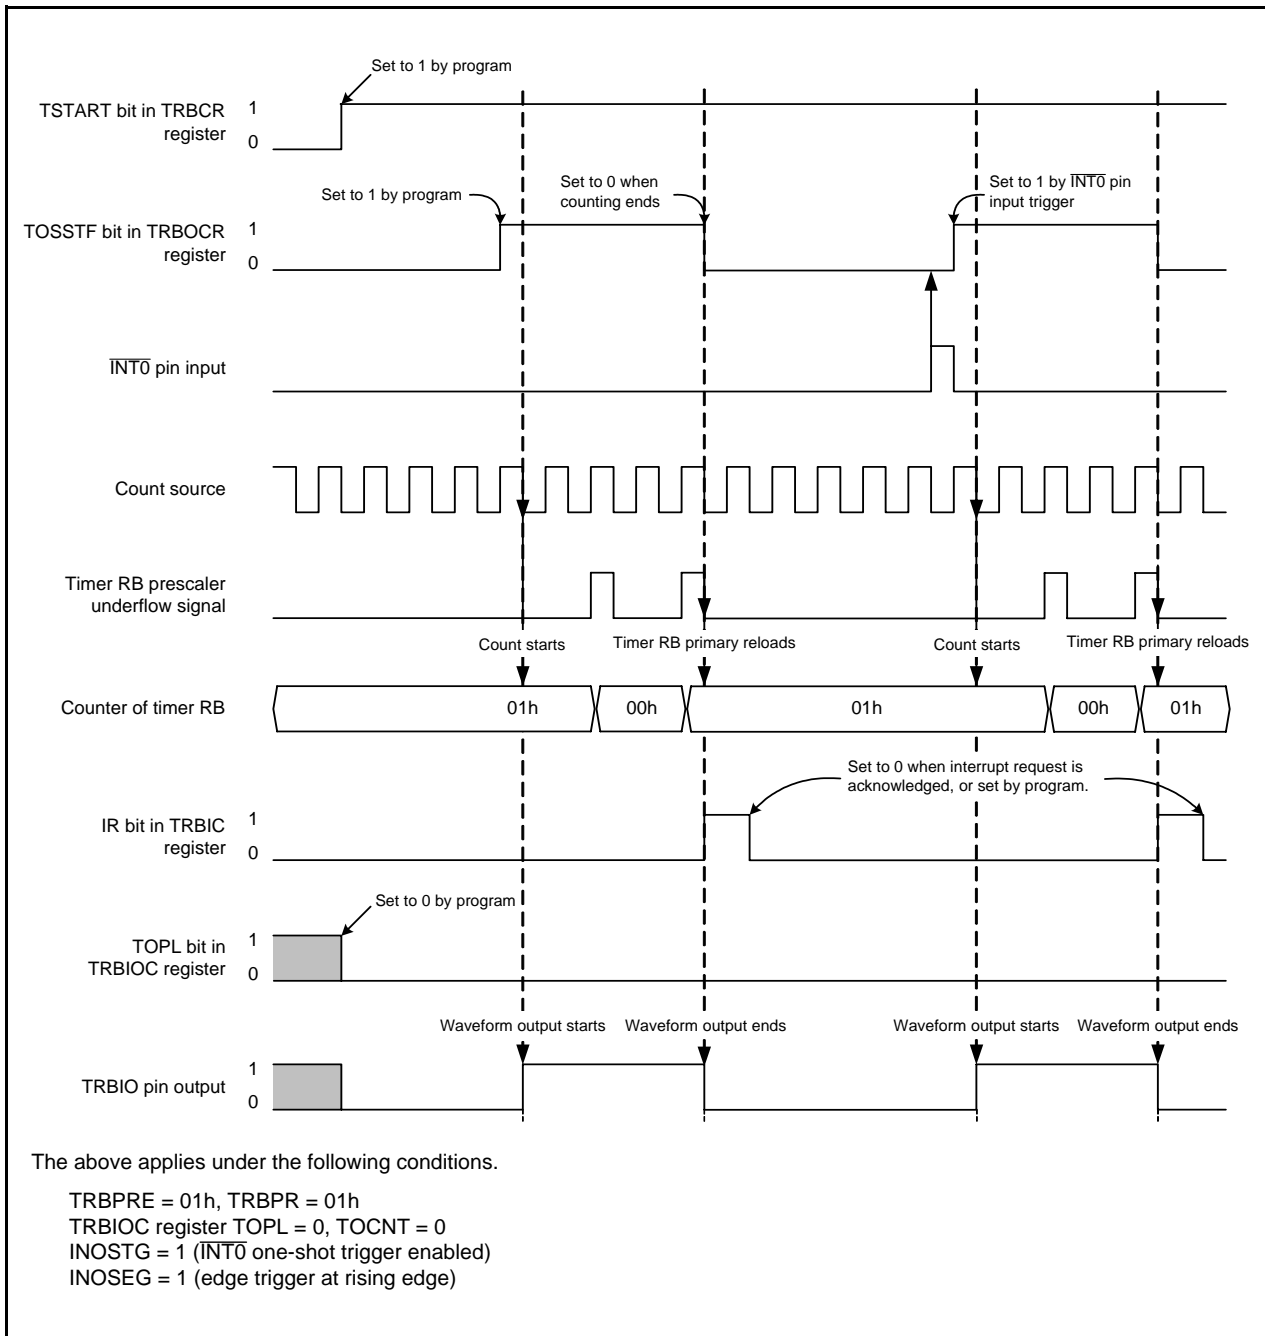 Set to 1 by program
TSTART bit in TRBCR
register
1
0
Set to 1 by program
Set to 0 when
counting ends
Set to 1 by INT0 pin
input trigger
TOSSTF bit in TRBOCR
register
1
0
INT0 pin input
Count source
Timer RB prescaler
underflow signal
Count starts
Timer RB primary reloads
Count starts
Timer RB primary reloads
Counter of timer RB
01h
00h
01h
00h
01h
Set to 0 when interrupt request is
acknowledged, or set by program.
IR bit in TRBIC
register
1
0
Set to 0 by program
TOPL bit in
TRBIOC register
1
0
Waveform output starts
Waveform output ends
Waveform output starts
Waveform output ends
TRBIO pin output
1
0
The above applies under the following conditions.
TRBPRE = 01h, TRBPR = 01h
TRBIOC register TOPL = 0, TOCNT = 0
INOSTG = 1 (INT0 one-shot trigger enabled)
INOSEG = 1 (edge trigger at rising edge)